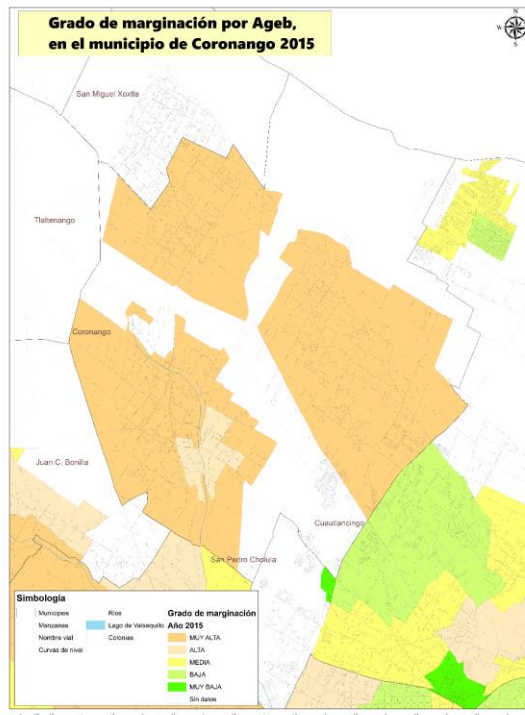 Grado de marginación por Ageb,
en el municipio de Coronango 2015
N
W
E
S
San Miguel Xoxtla
Tlaltenango
Coronango
Juan C. Bonilla
Cuautlancingo
San Pedro Cholula
Simbología
Municipios
Manzanas
Nombre vial
Curvas de nivel
Ríos
Lago de Valsequillo
Colonias
Grado de marginación
Año 2015
MUY ALTA
ALTA
MEDIA
BAJA
MUY BAJA
Sin datos